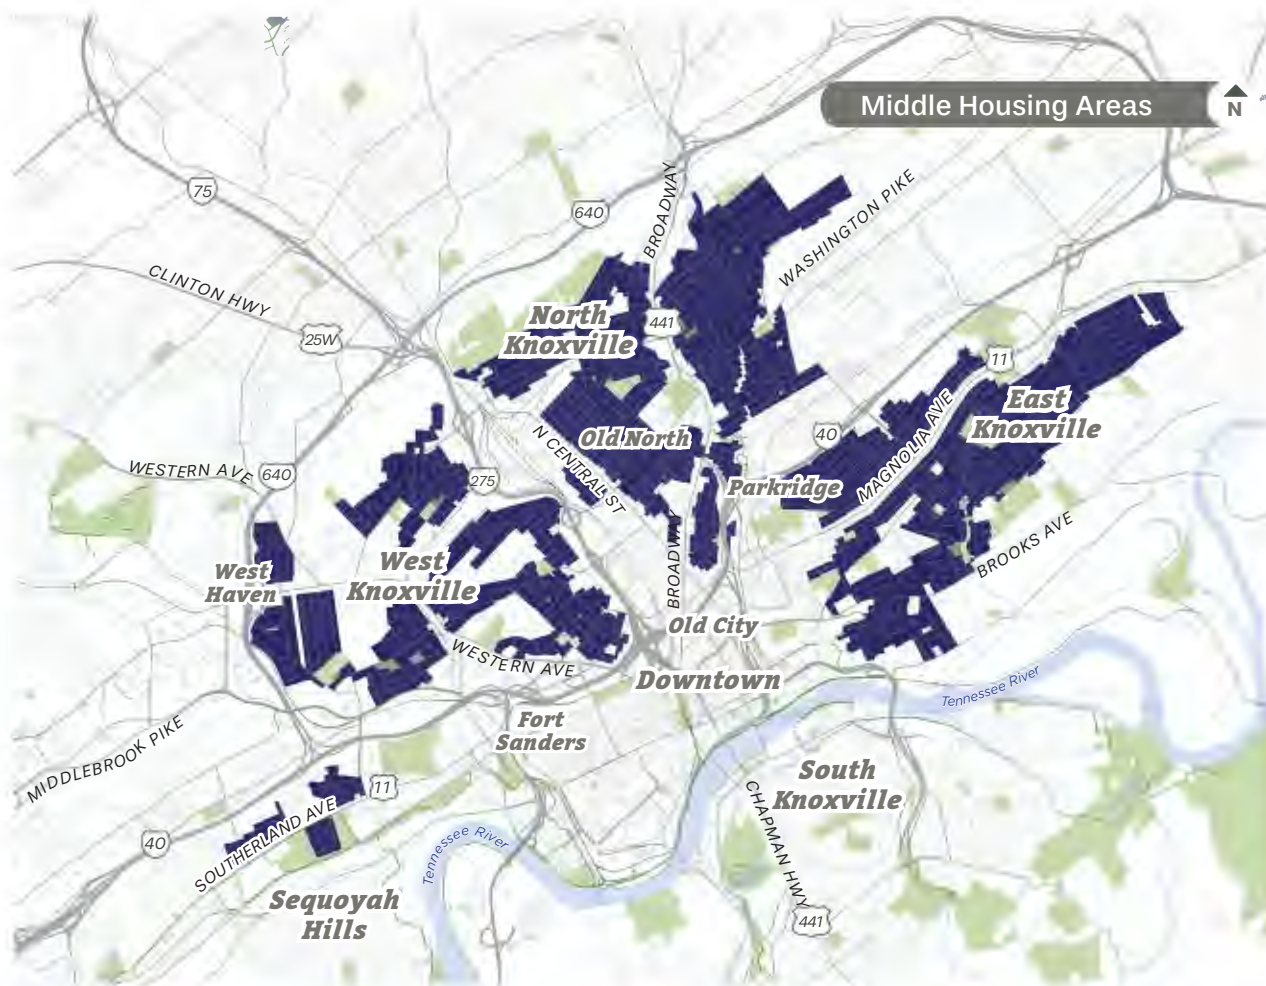 Middle Housing Areas
N
75
640
BROADWAY
WASHINGTON PIKE
CLINTON HWY
25W
North
Knoxville
441
11
East
Knoxville
MAGNOLIA AVE
40
Old North
N CENTRAL ST
WESTERN AVE
640
275
Parkridge
BROADWAY
BROOKS AVE
West
Haven
West
Knoxville
Old City
WESTERN AVE
Downtown
Tennessee River
Fort
Sanders
MIDDLEBROOK PIKE
South
Knoxville
11
CHAPMAN HWY
40
SOUTHERLAND AVE
Tennessee River
Sequoyah
Hills
441